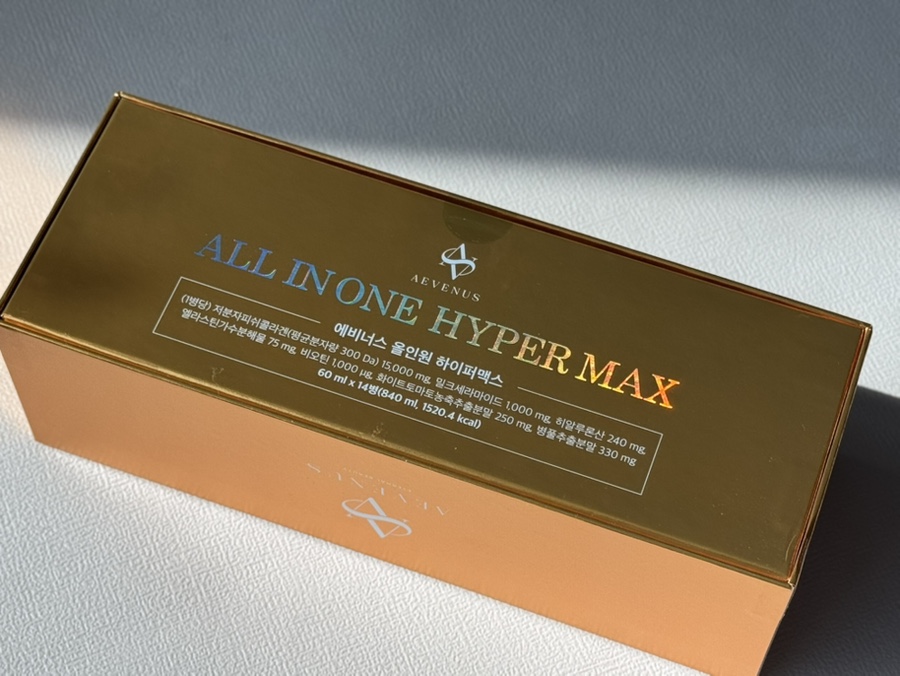 AEVENUS
ALL IN ONE HYPER MAX
에비너스 올인원 하이퍼맥스
(1병당) 저분자피쉬콜라겐(평균분자량 300 Da) 15,000 mg, 밀크세라마이드 1,000 mg, 히알루론산 240 mg,
엘라스틴가수분해물 75 mg, 비오틴 1,000 µg, 화이트토마토농축추출분말 250 mg, 병풀추출분말 330 mg
60 ml x 14병(840 ml, 1520.4 kcal)
AEVENUS